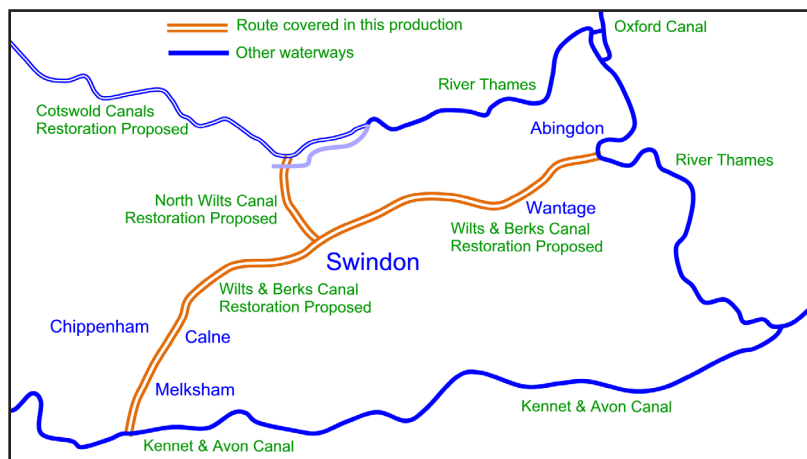 Route covered in this production
Oxford Canal
Other waterways
River Thames
Cotswold Canals
Restoration Proposed
Abingdon
River Thames
North Wilts Canal
Restoration Proposed
Wantage
Wilts & Berks Canal
Restoration Proposed
Swindon
Wilts & Berks Canal
Restoration Proposed
Chippenham
Calne
Melksham
Kennet & Avon Canal
Kennet & Avon Canal